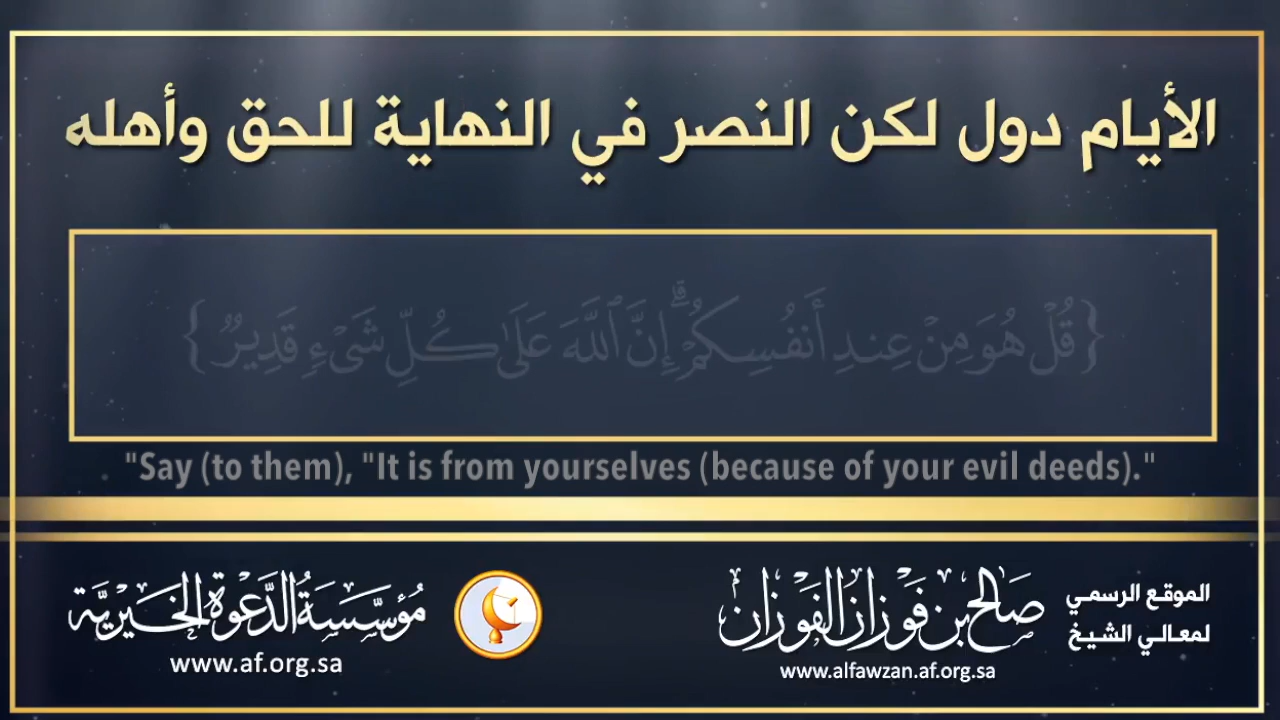 الأيام دول لكن النصر في النهاية للحق وأهله
{قُلْ هُوَ مِنْ عِندِ أَنفُسِكُمْ ۗ إِنَّ ٱللَّهَ عَلَىٰ كُلِّ شَىْءٍ قَدِيرٌ}
"Say (to them), "It is from yourselves (because of your evil deeds)."
الموقع الرسمي
لمعالي الشيخ
صالح بن فوزان الفوزان
www.alfawzan.af.org.sa
مؤسسة الدعوة الخيرية
www.af.org.sa